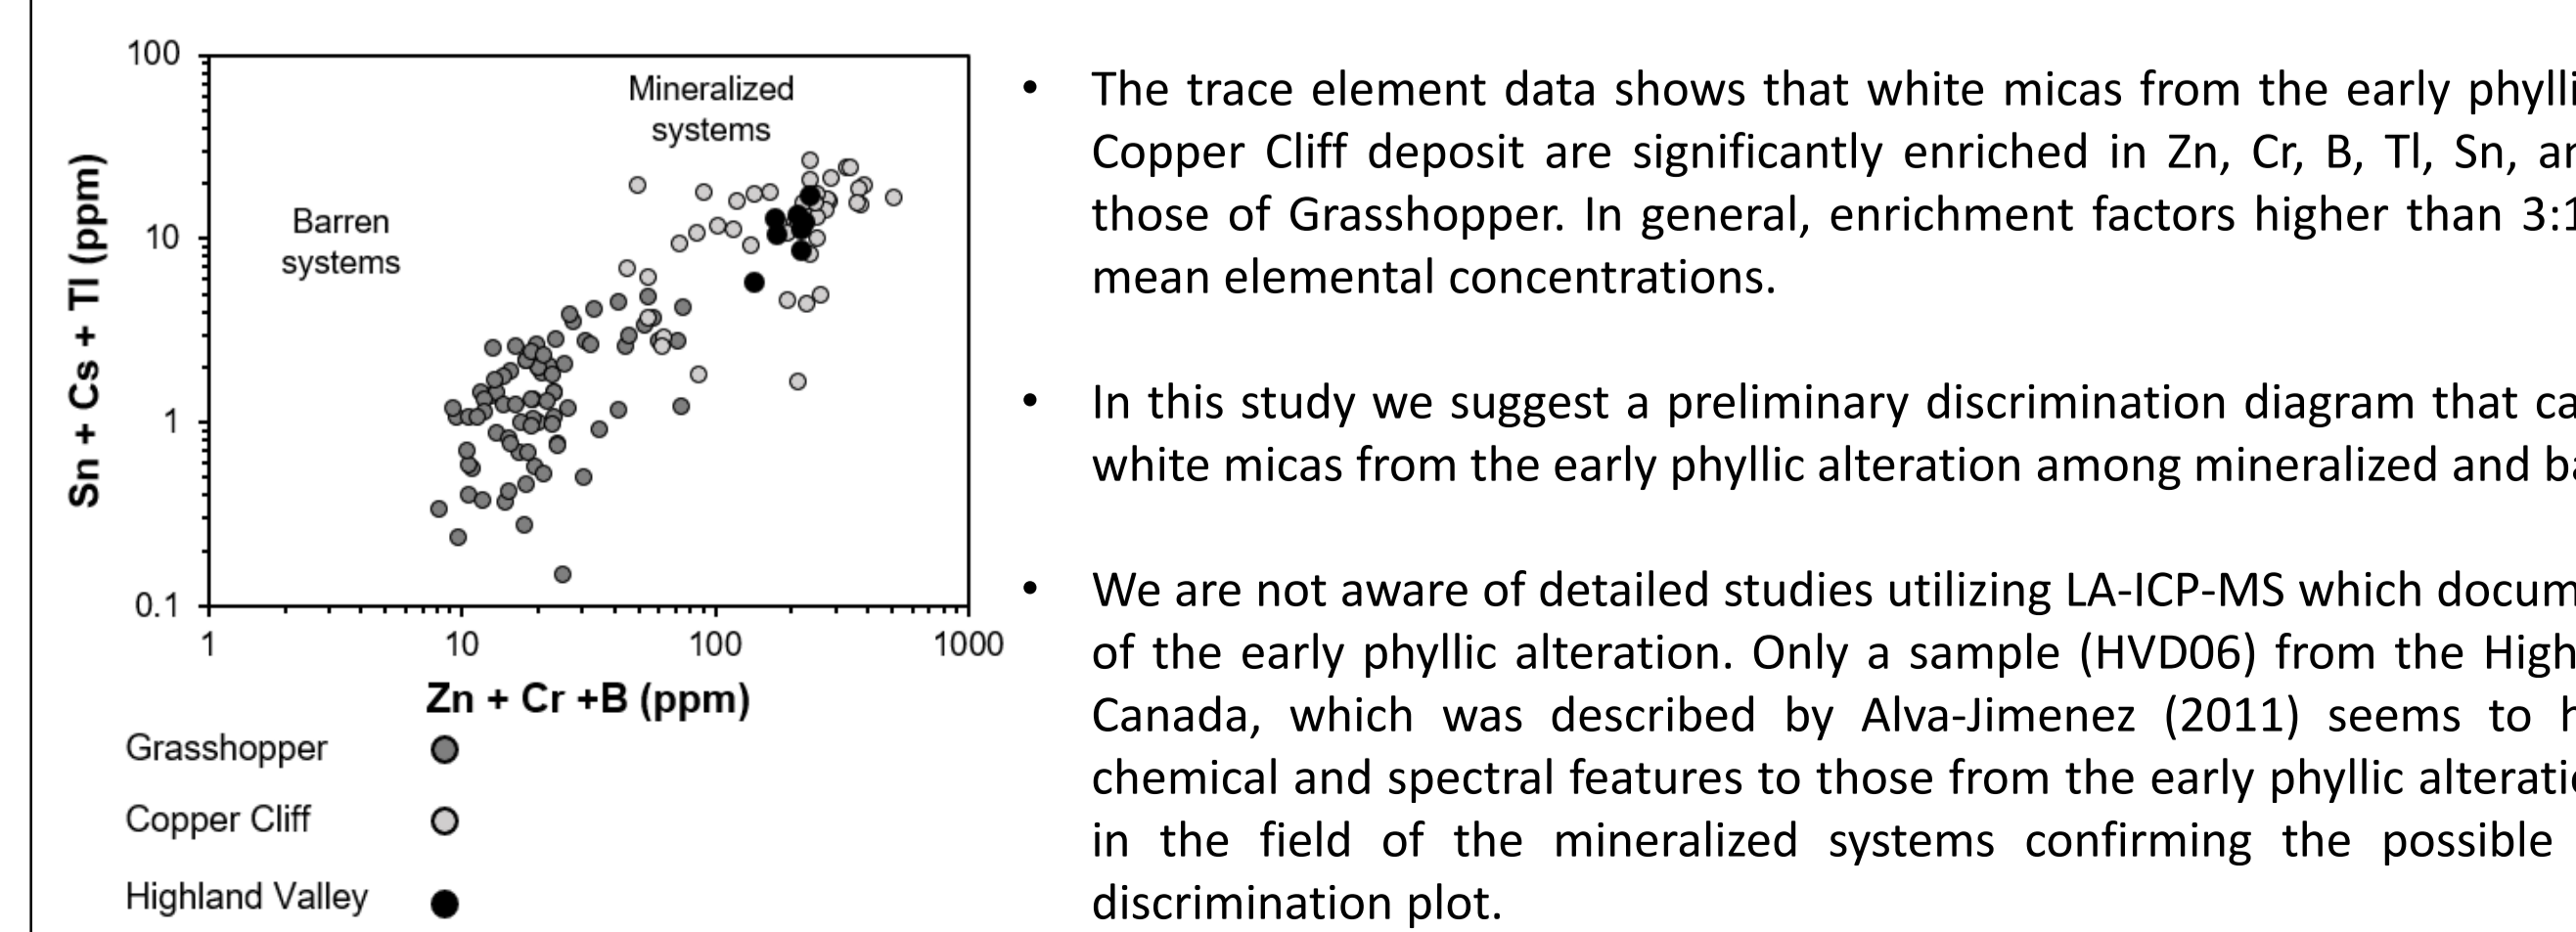 100
10
1
0.1
1
10
100
1000
Sn + Cs + Tl (ppm)
Zn + Cr +B (ppm)
Mineralized
systems
Barren
systems
Grasshopper
Copper Cliff
Highland Valley
• The trace element data shows that white micas from the early phylli
Copper Cliff deposit are significantly enriched in Zn, Cr, B, Tl, Sn, an
those of Grasshopper. In general, enrichment factors higher than 3:1
mean elemental concentrations.
• In this study we suggest a preliminary discrimination diagram that ca
white micas from the early phyllic alteration among mineralized and ba
• We are not aware of detailed studies utilizing LA-ICP-MS which docum
of the early phyllic alteration. Only a sample (HVD06) from the High
Canada, which was described by Alva-Jimenez (2011) seems to h
chemical and spectral features to those from the early phyllic alteratio
in the field of the mineralized systems confirming the possible
discrimination plot.